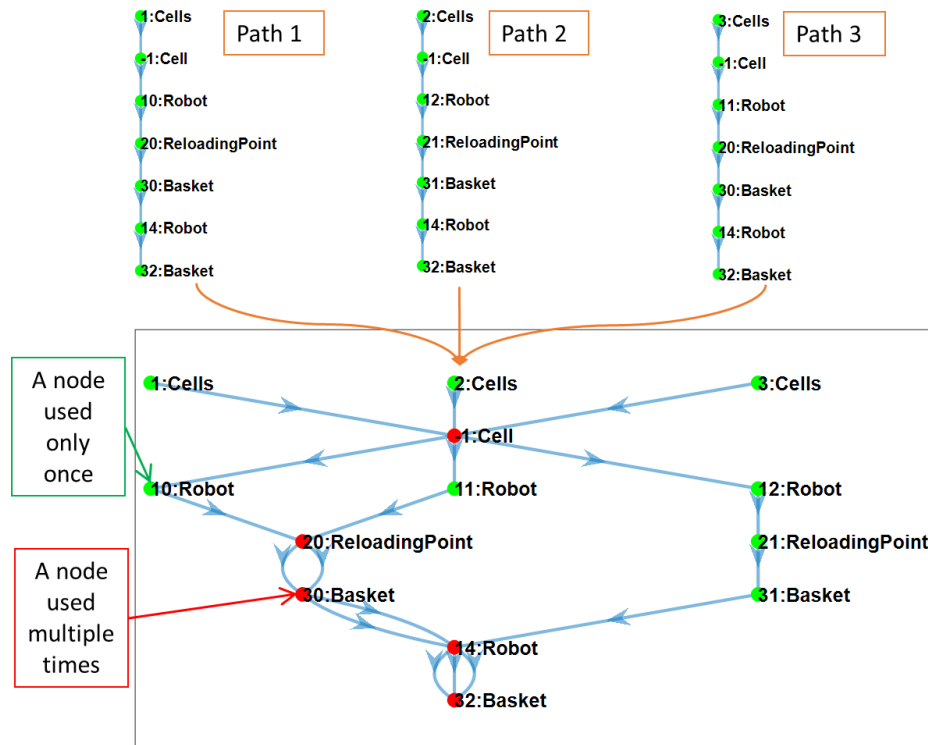 1:Cells
-1:Cell
10:Robot
20:ReloadingPoint
30:Basket
14:Robot
32:Basket
Path 1
2:Cells
-1:Cell
12:Robot
21:ReloadingPoint
31:Basket
14:Robot
32:Basket
Path 2
3:Cells
-1:Cell
11:Robot
20:ReloadingPoint
30:Basket
14:Robot
32:Basket
Path 3
A node
used
only
once
A node
used
multiple
times
1:Cells
2:Cells
3:Cells
-1:Cell
10:Robot
11:Robot
12:Robot
20:ReloadingPoint
21:ReloadingPoint
30:Basket
31:Basket
14:Robot
32:Basket